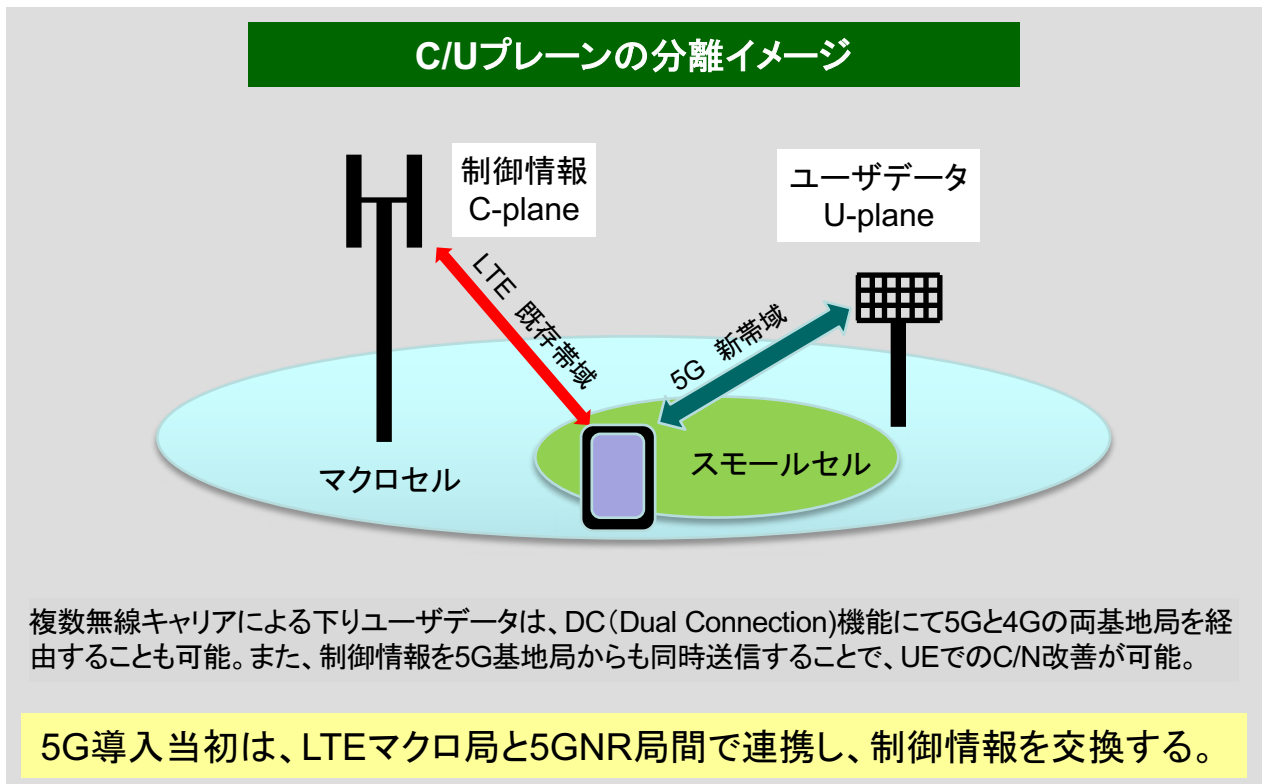 C/Uプレーンの分離イメージ
制御情報
C-plane
ユーザデータ
U-plane
LTE 既存帯域
5G 新帯域
マクロセル
スモールセル
複数無線キャリアによる下りユーザデータは、DC(Dual Connection)機能にて5Gと4Gの両基地局を経
由することも可能。また、制御情報を5G基地局からも同時送信することで、UEでのC/N改善が可能。
5G導入当初は、LTEマクロ局と5GNR局間で連携し、制御情報を交換する。